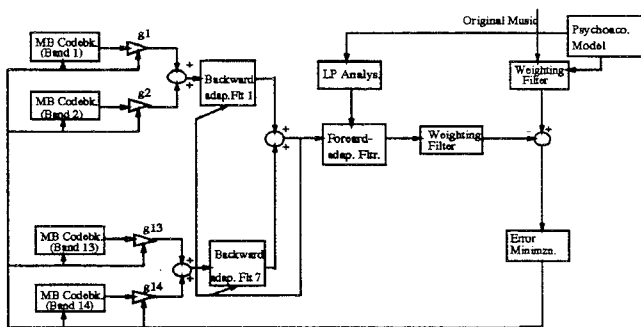 Original Music
Psychoaco.
Model
MB Codebk.
(Band 1)
g1
Backward
adap.Flt 1
LP Analys.
Weighting
Filter
MB Codebk.
(Band 2)
g2
Forward-
adap. Fltr.
Weighting
Filter
MB Codebk.
(Band 13)
g13
Backward
adap. Flt 7
Error
Minimzn.
MB Codebk.
(Band 14)
g14